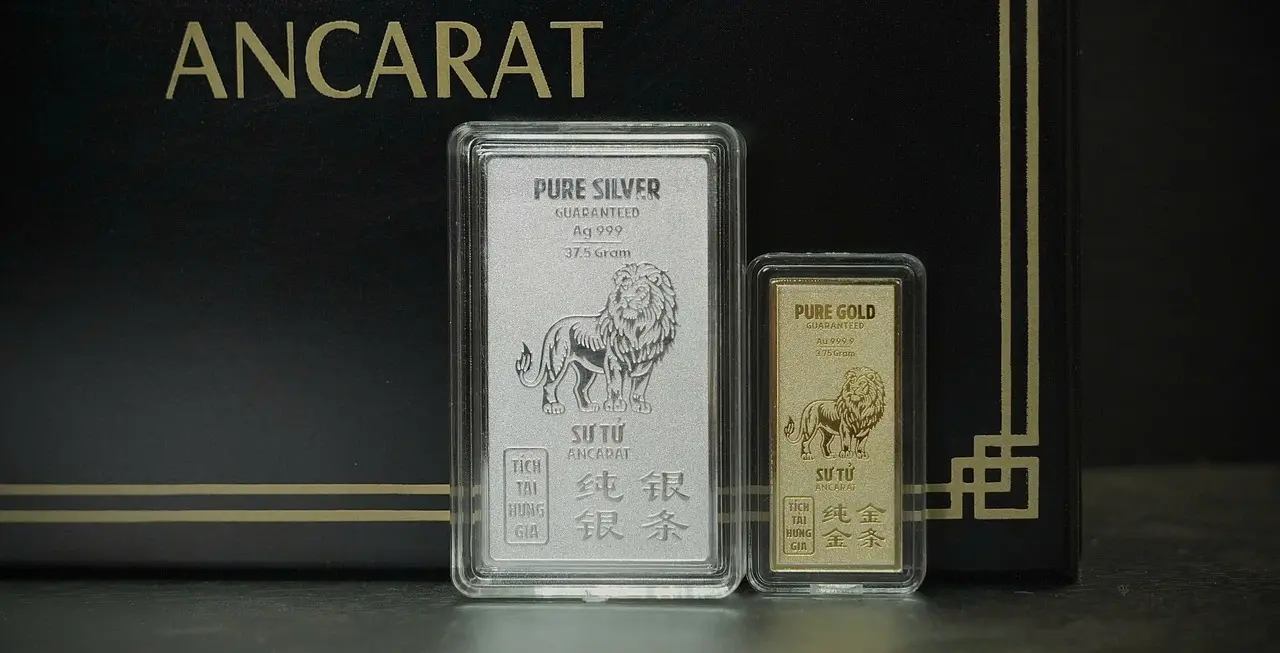 ANCARAT
PURE SILVER
GUARANTEED
Ag 999
37.5 Gram
SƯ TỬ
ANCARAT
TÍCH
TÀI
HƯNG
GIA
纯 银
银 条
PURE GOLD
GUARANTEED
Au 999.9
3.75 Gram
SƯ TỬ
ANCARAT
TÍCH
TÀI
HƯNG
GIA
纯 金
金 条